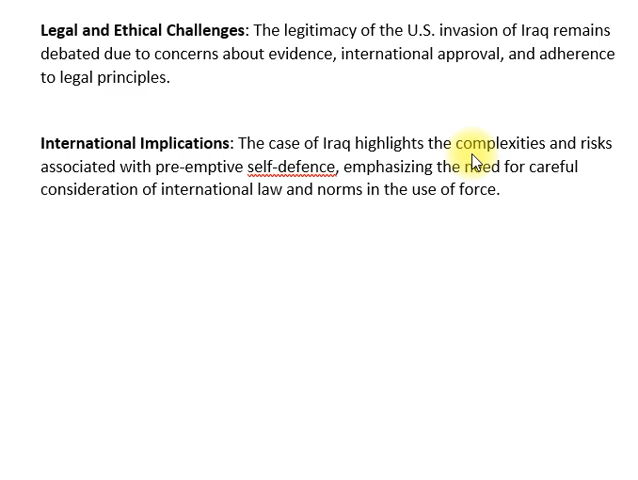 Legal and Ethical Challenges: The legitimacy of the U.S. invasion of Iraq remains
debated due to concerns about evidence, international approval, and adherence
to legal principles.
International Implications: The case of Iraq highlights the complexities and risks
associated with pre-emptive self-defence, emphasizing the need for careful
consideration of international law and norms in the use of force.